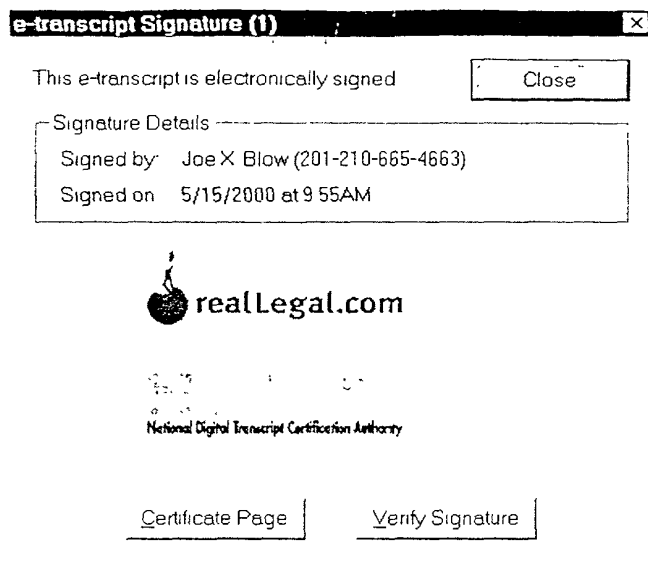 e-transcript Signature (1)
This e-transcript is electronically signed
Close
Signature Details
Signed by: Joe X Blow (201-210-665-4663)
Signed on 5/15/2000 at 9 55AM
realLegal.com
National Digital Transcript Certification Authority
Certificate Page
Verify Signature